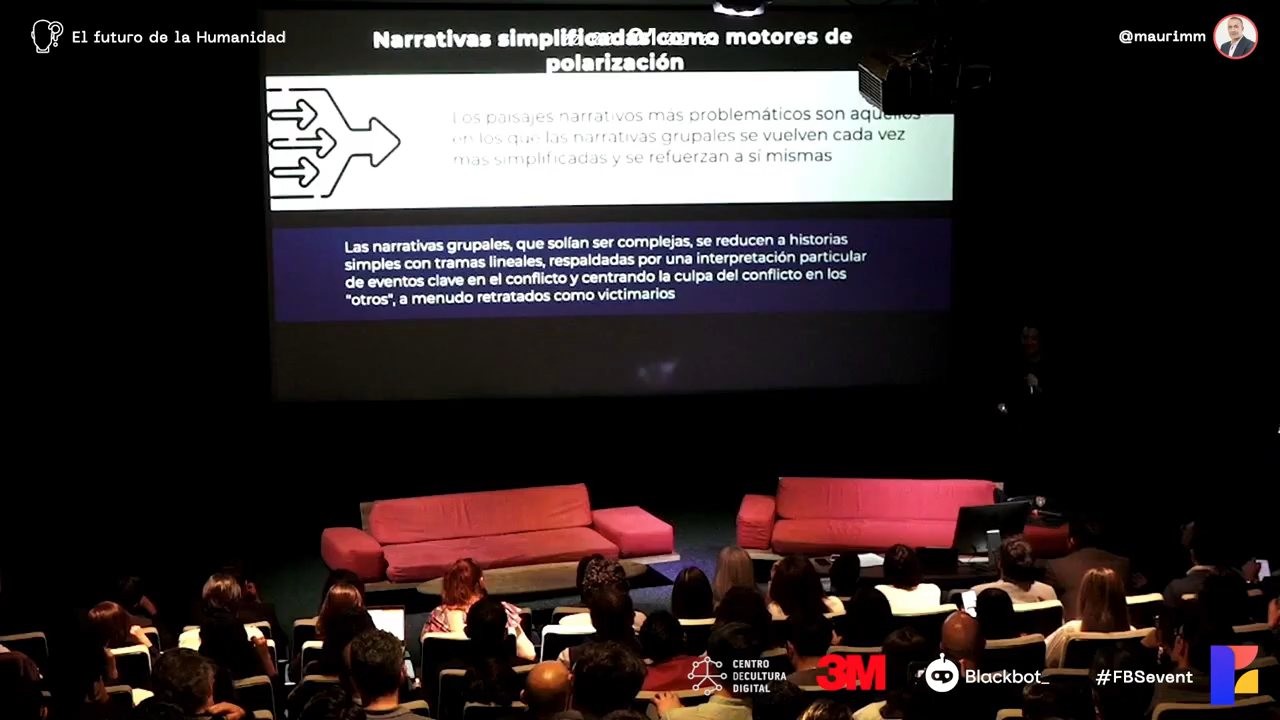 El futuro de la Humanidad
@maurimm
Narrativas simplificadas como motores de
polarización
Los paisajes narrativos más problemáticos son aquellos
en los que las narrativas grupales se vuelven cada vez
más simplificadas y se refuerzan a sí mismas
Las narrativas grupales, que solían ser complejas, se reducen a historias
simples con tramas lineales, respaldadas por una interpretación particular
de eventos clave en el conflicto y centrando la culpa del conflicto en los
"otros", a menudo retratados como victimarios
CENTRO
DECULTURA
DIGITAL
3M
Blackbot_
#FBSevent